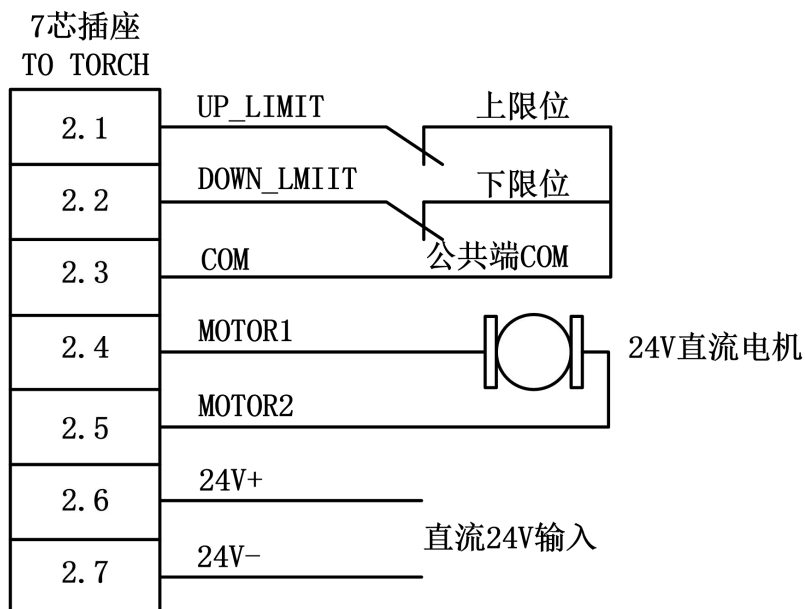 7芯插座
TO TORCH
2.1 UP_LIMIT 上限位
2.2 DOWN_LMIIT 下限位
2.3 COM 公共端COM
2.4 MOTOR1 24V直流电机
2.5 MOTOR2
2.6 24V+
直流24V输入
2.7 24V-